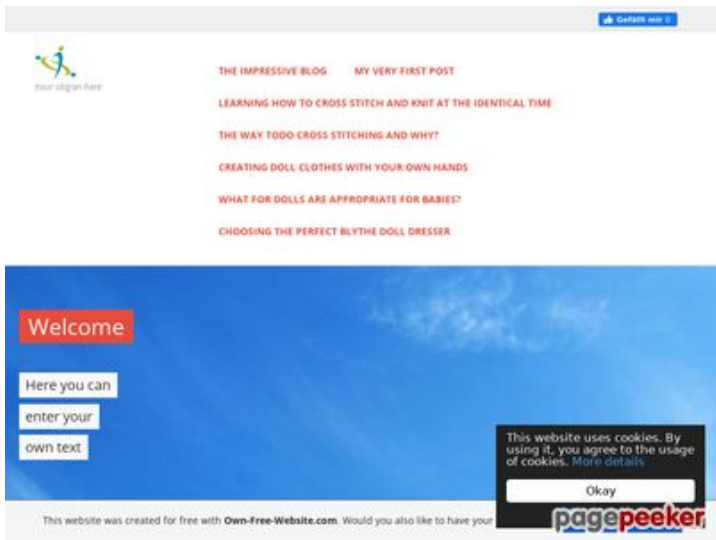 Gefällt mir 0
Your slogan here
THE IMPRESSIVE BLOG MY VERY FIRST POST
LEARNING HOW TO CROSS STITCH AND KNIT AT THE IDENTICAL TIME
THE WAY TODO CROSS STITCHING AND WHY?
CREATING DOLL CLOTHES WITH YOUR OWN HANDS
WHAT FOR DOLLS ARE APPROPRIATE FOR BABIES?
CHOOSING THE PERFECT BLYTHE DOLL DRESSER
Welcome
Here you can
enter your
own text
This website uses cookies. By
using it, you agree to the usage
of cookies. More details
Okay
This website was created for free with Own-Free-Website.com. Would you also like to have your
pagepeeker